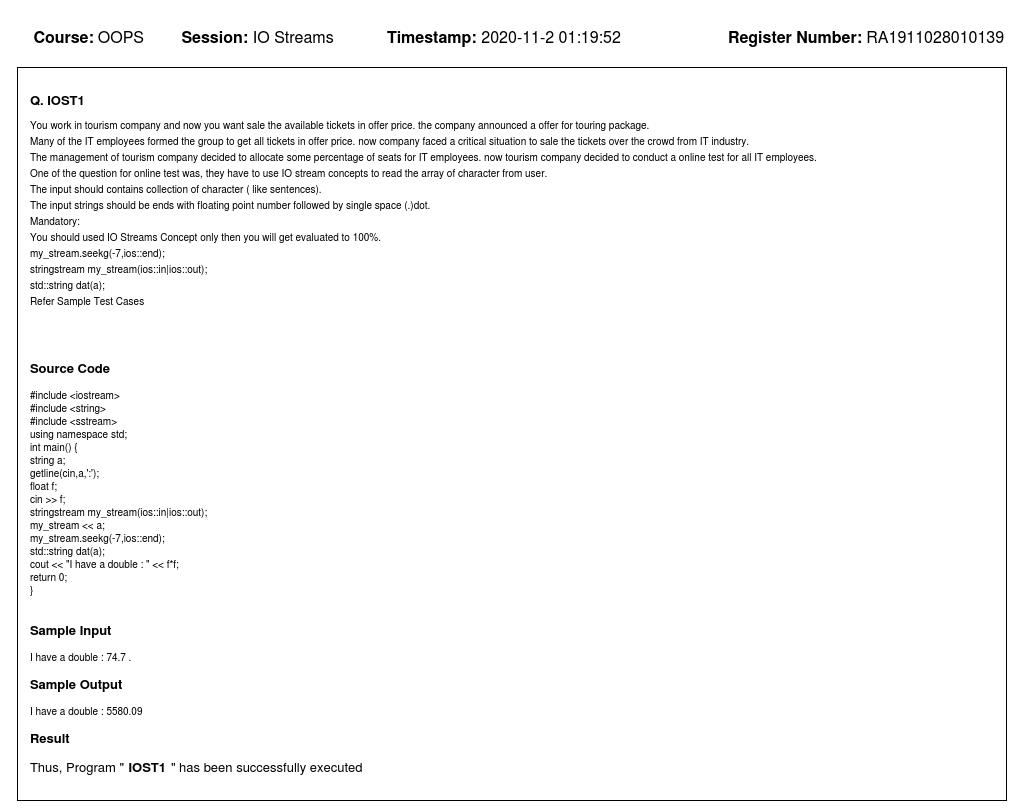 Course: OOPS Session: IO Streams Timestamp: 2020-11-2 01:19:52 Register Number: RA1911028010139
Q. IOST1
You work in tourism company and now you want sale the available tickets in offer price. the company announced a offer for touring package.
Many of the IT employees formed the group to get all tickets in offer price. now company faced a critical situation to sale the tickets over the crowd from IT industry.
The management of tourism company decided to allocate some percentage of seats for IT employees. now tourism company decided to conduct a online test for all IT employees.
One of the question for online test was, they have to use IO stream concepts to read the array of character from user.
The input should contains collection of character ( like sentences).
The input strings should be ends with floating point number followed by single space (.)dot.
Mandatory:
You should used IO Streams Concept only then you will get evaluated to 100%.
my_stream.seekg(-7,ios::end);
stringstream my_stream(ios::in|ios::out);
std::string dat(a);
Refer Sample Test Cases
Source Code
#include <iostream>
#include <string>
#include <sstream>
using namespace std;
int main() {
string a;
getline(cin,a,':');
float f;
cin >> f;
stringstream my_stream(ios::in|ios::out);
my_stream << a;
my_stream.seekg(-7,ios::end);
std::string dat(a);
cout << "I have a double : " << f*f;
return 0;
}
Sample Input
I have a double : 74.7 .
Sample Output
I have a double : 5580.09
Result
Thus, Program " IOST1 " has been successfully executed